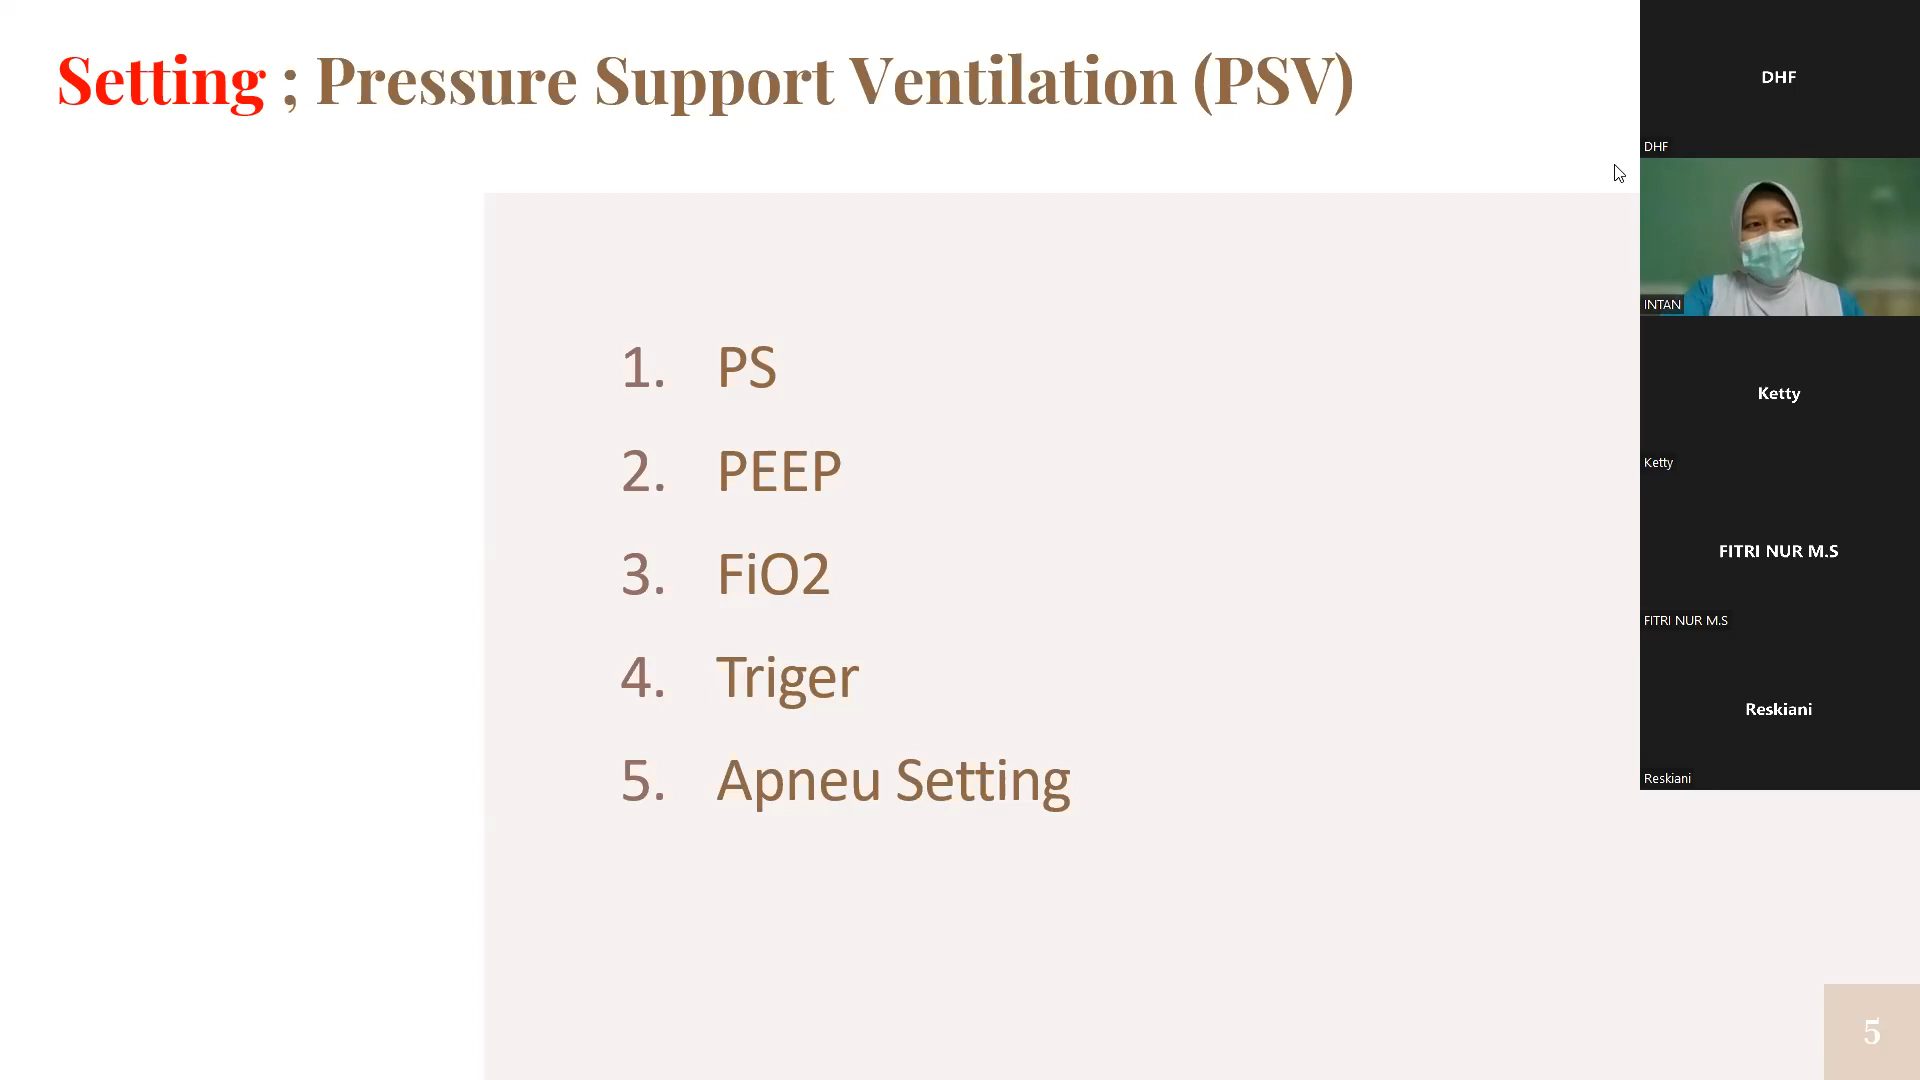 Setting ; Pressure Support Ventilation (PSV)
1. PS
2. PEEP
3. FiO2
4. Triger
5. Apneu Setting
5
DHF
DHF
INTAN
Ketty
Ketty
FITRI NUR M.S
FITRI NUR M.S
Reskiani
Reskiani